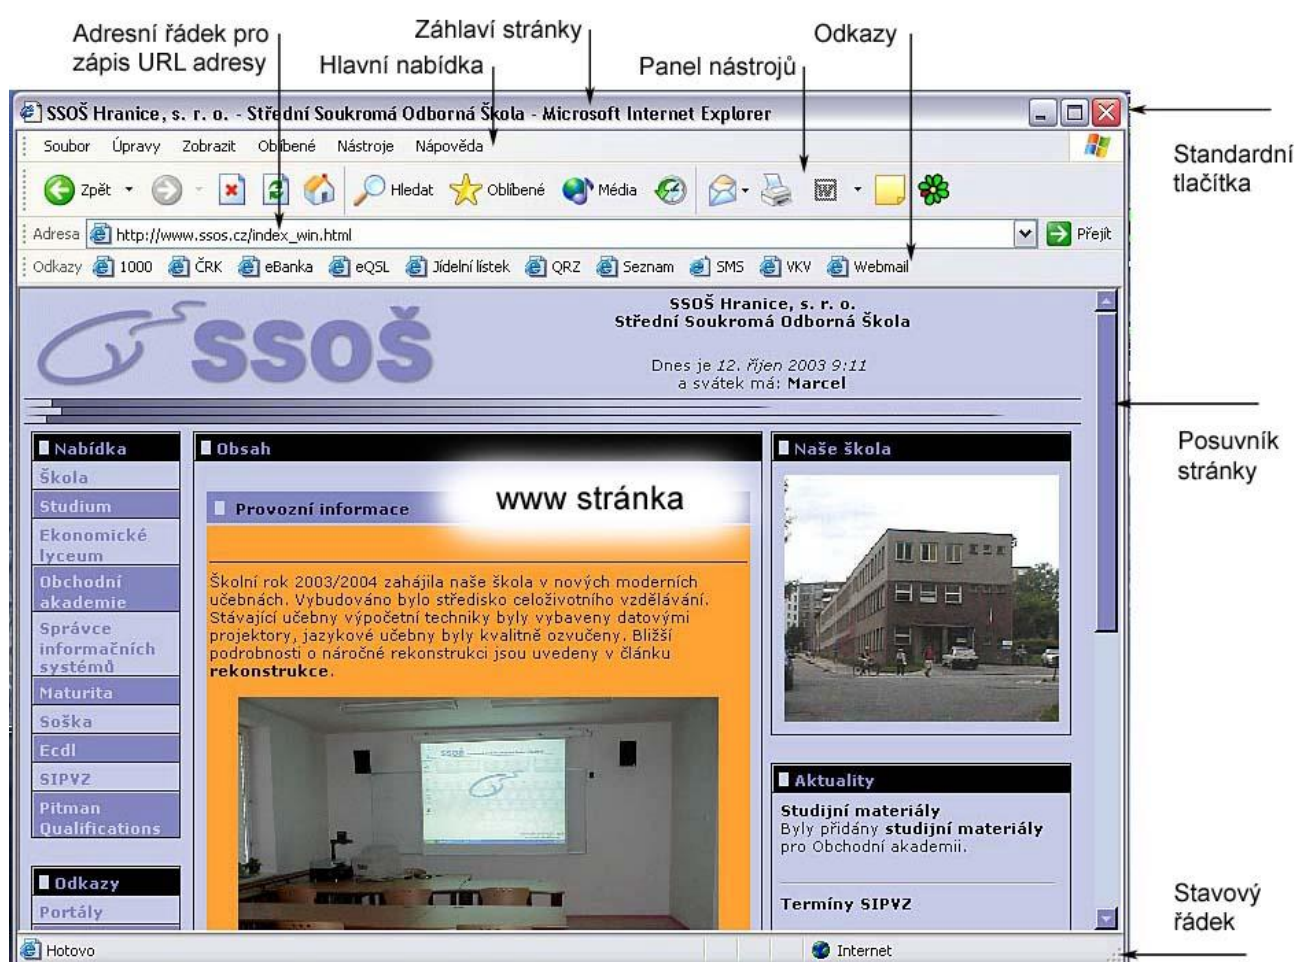 Adresní řádek pro
zápis URL adresy
Záhlaví stránky
Hlavní nabídka
Panel nástrojů
Odkazy
SSOŠ Hranice, s. r. o. - Střední Soukromá Odborná Škola - Microsoft Internet Explorer
Standardní
tlačítka
Soubor Úpravy Zobrazit Oblíbené Nástroje Nápověda
Zpět Hledat Oblíbené Média
Adresa http://www.ssos.cz/index_win.html Přejít
Odkazy 1000 ČRK eBanka eQSL Jídelní lístek QRZ Seznam SMS VKV Webmail
SSOŠ
SSOŠ Hranice, s. r. o.
Střední Soukromá Odborná Škola
Dnes je 12. říjen 2003 9:11
a svátek má: Marcel
Posuvník
stránky
Nabídka
Škola
Studium
Ekonomické
lyceum
Obchodní
akademie
Správce
informačních
systémů
Maturita
Soška
Ecdl
SIPVZ
Pitman
Qualifications
Odkazy
Portály
Obsah
www stránka
Provozní informace
Školní rok 2003/2004 zahájila naše škola v nových moderních
učebnách. Vybudováno bylo středisko celoživotního vzdělávání.
Stávající učebny výpočetní techniky byly vybaveny datovými
projektory, jazykové učebny byly kvalitně ozvučeny. Bližší
podrobnosti o náročné rekonstrukci jsou uvedeny v článku
rekonstrukce.
SSOŠ
Naše škola
Aktuality
Studijní materiály
Byly přidány studijní materiály
pro Obchodní akademii.
Termíny SIPVZ
Stavový
řádek
Hotovo
Internet